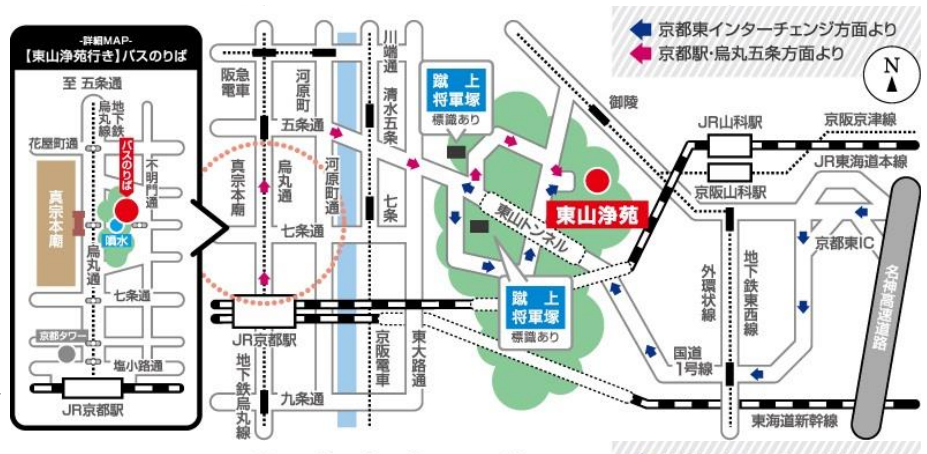 -詳細MAP-
【東山浄苑行き】バスのりば
至 五条通
地下鉄
烏丸線
花屋町通
バスのりば
不明門通
真宗本廟
噴水
烏丸通
七条通
京都タワー
塩小路通
JR京都駅
阪急
電車
河原町
川端通
清水五条
五条通
真宗本廟
烏丸通
河原町通
七条
七条通
JR京都駅
地下鉄烏丸線
九条通
京阪電車
東大路通
蹴上
将軍塚
標識あり
御陵
東山浄苑
東山トンネル
蹴上
将軍塚
標識あり
京都東インターチェンジ方面より
京都駅・烏丸五条方面より
N
JR山科駅
京阪京津線
JR東海道本線
京阪山科駅
京都東IC
外環状線
地下鉄東西線
名神高速道路
国道
1号線
東海道新幹線